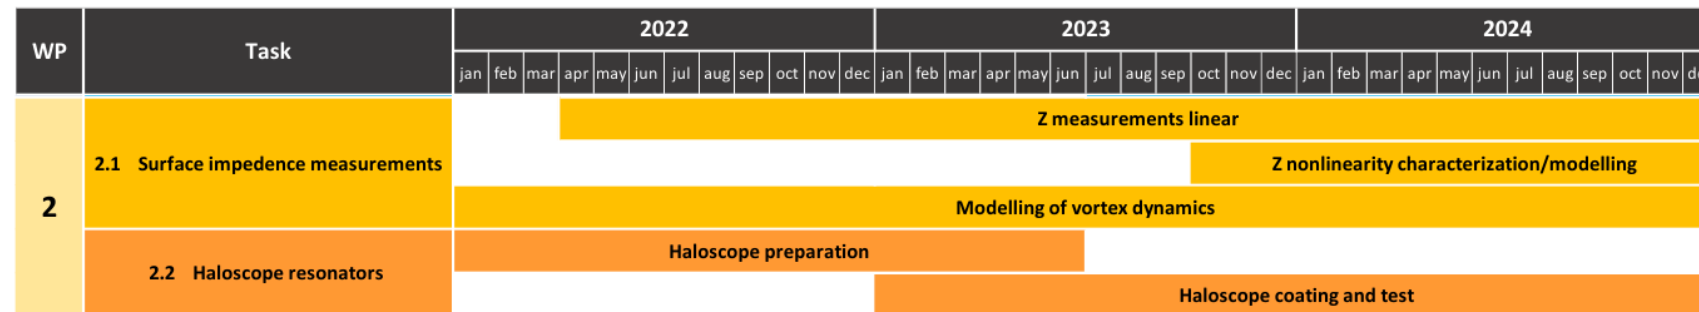 WP Task 2022 2023 2024
jan feb mar apr may jun jul aug sep oct nov dec jan feb mar apr may jun jul aug sep oct nov dec jan feb mar apr may jun jul aug sep oct nov
Z measurements linear
2.1 Surface impedence measurements Z nonlinearity characterization/modelling
2 Modelling of vortex dynamics
Haloscope preparation
2.2 Haloscope resonators
Haloscope coating and test